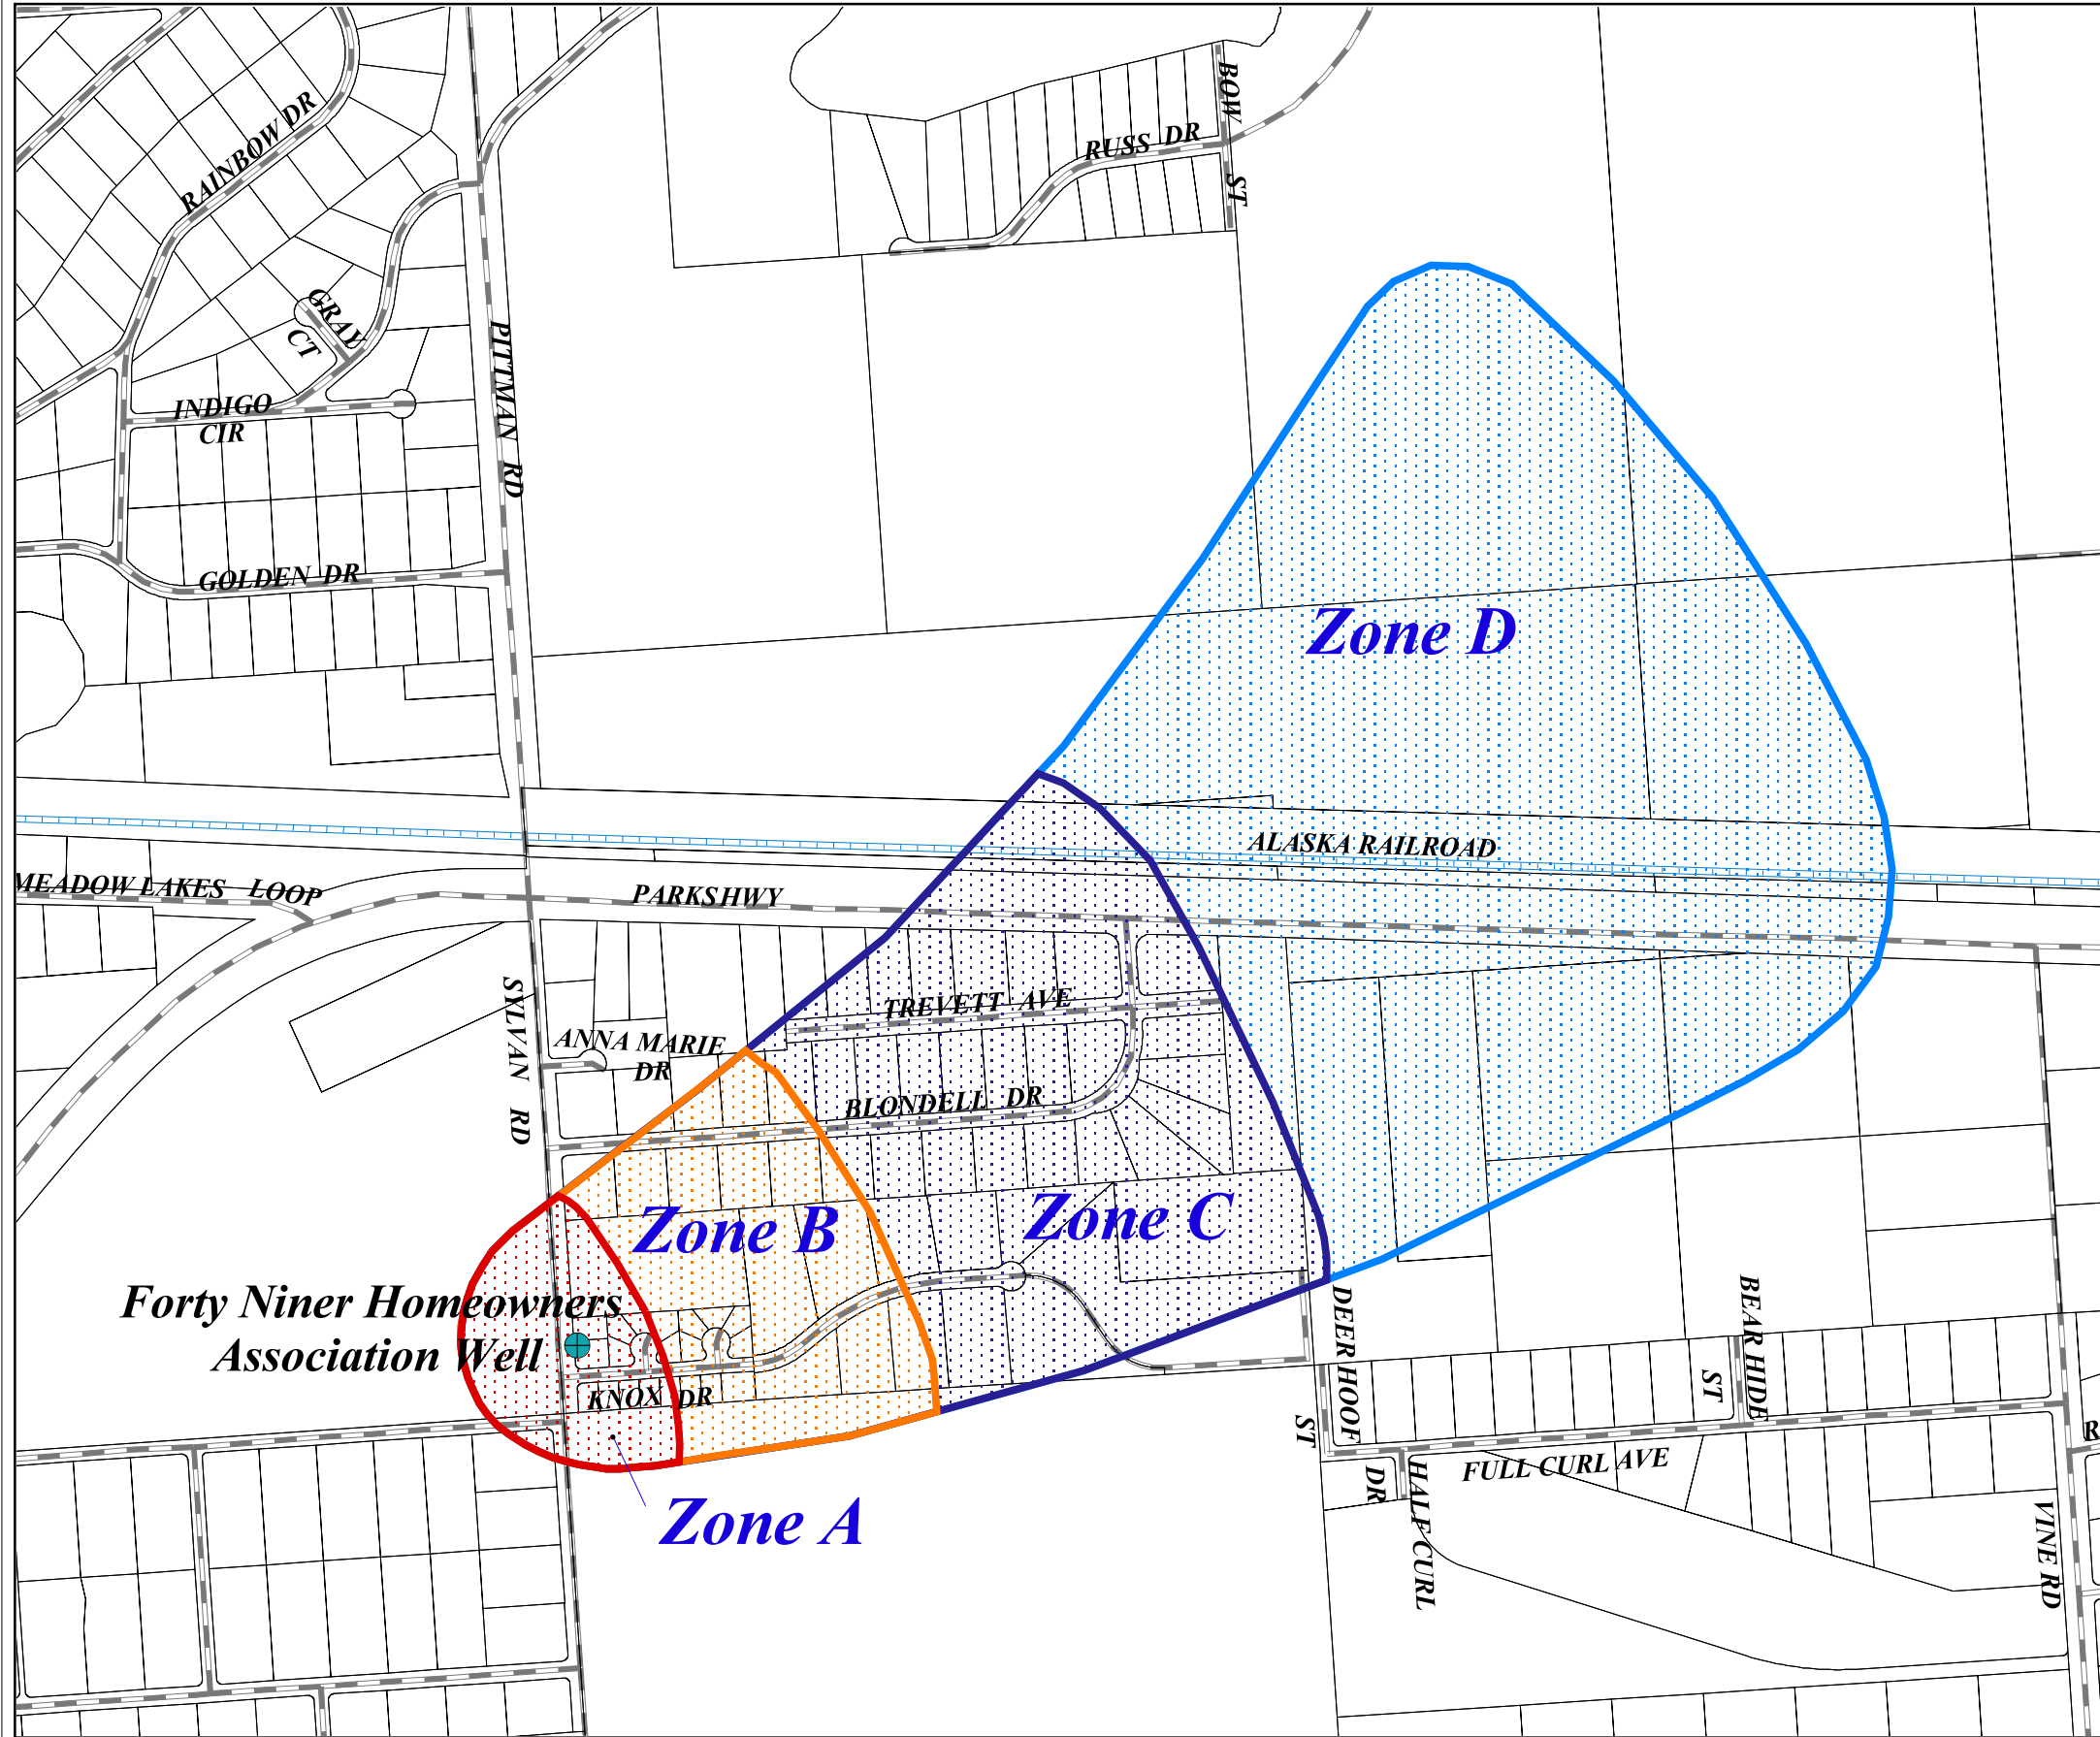 RAINBOW DR
BOW
ST
RUSS DR
GRAY
CT
PITTMAN RD
INDIGO
CIR
GOLDEN DR
Zone D
ALASKA RAILROAD
MEADOW LAKES LOOP
PARKS HWY
SYLVAN RD
TREVETT AVE
ANNA MARIE
DR
BLONDELL DR
Zone B
Zone C
Forty Niner Homeowners
Association Well
KNOX DR
DEER HOOF
ST
BEAR HIDE
ST
FULL CURL AVE
HALF CURL
DR
Zone A
VINE RD
R